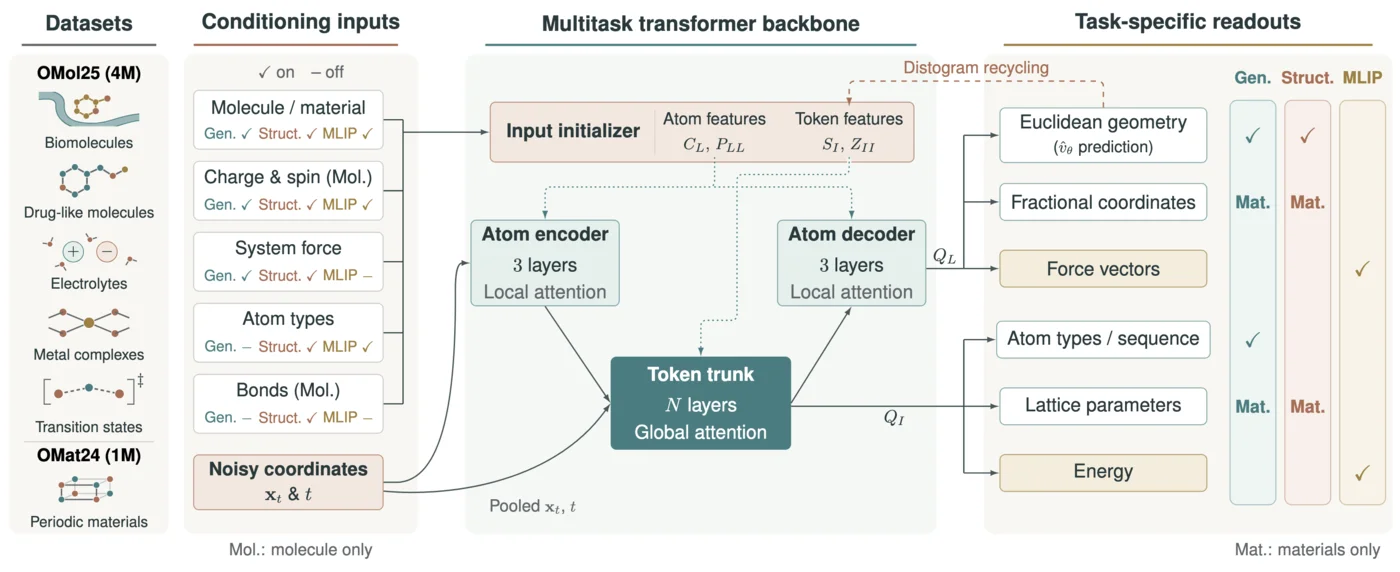 Datasets
OMol25 (4M)
Biomolecules
Drug-like molecules
+ −
Electrolytes
Metal complexes
‡
Transition states
OMat24 (1M)
Periodic materials
Conditioning inputs
✓ on – off
Molecule / material
Gen. ✓ Struct. ✓ MLIP ✓
Charge & spin (Mol.)
Gen. ✓ Struct. ✓ MLIP ✓
System force
Gen. ✓ Struct. ✓ MLIP –
Atom types
Gen. – Struct. ✓ MLIP ✓
Bonds (Mol.)
Gen. – Struct. ✓ MLIP –
Noisy coordinates
x_t & t
Mol.: molecule only
Multitask transformer backbone
Distogram recycling
Input initializer
Atom features
C_L, P_LL
Token features
S_I, Z_II
Atom encoder
3 layers
Local attention
Atom decoder
3 layers
Local attention
Q_L
Token trunk
N layers
Global attention
Q_I
Pooled x_t, t
Task-specific readouts
Gen. Struct. MLIP
Euclidean geometry
(v̂_θ prediction)
✓ ✓
Fractional coordinates
Mat. Mat.
Force vectors
✓
Atom types / sequence
✓
Lattice parameters
Mat. Mat.
Energy
✓
Mat.: materials only